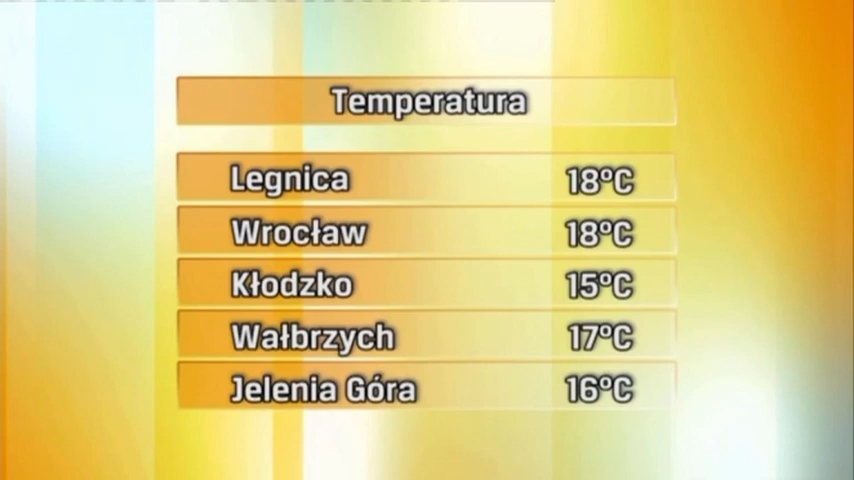 Temperatura
Legnica 18°C
Wrocław 18°C
Kłodzko 15°C
Wałbrzych 17°C
Jelenia Góra 16°C